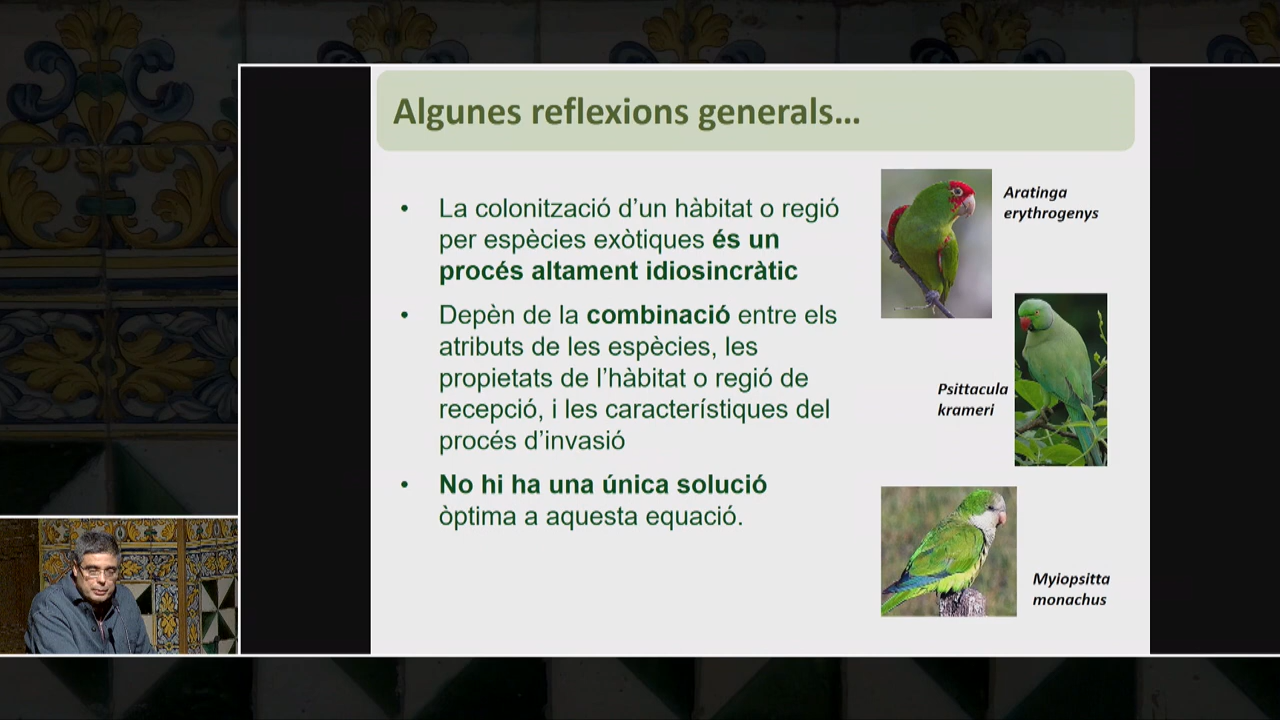 Algunes reflexions generals...
• La colonització d'un hàbitat o regió
per espècies exòtiques és un
procés altament idiosincràtic
• Depèn de la combinació entre els
atributs de les espècies, les
propietats de l'hàbitat o regió de
recepció, i les característiques del
procés d'invasió
• No hi ha una única solució
òptima a aquesta equació.
Aratinga
erythrogenys
Psittacula
krameri
Myiopsitta
monachus